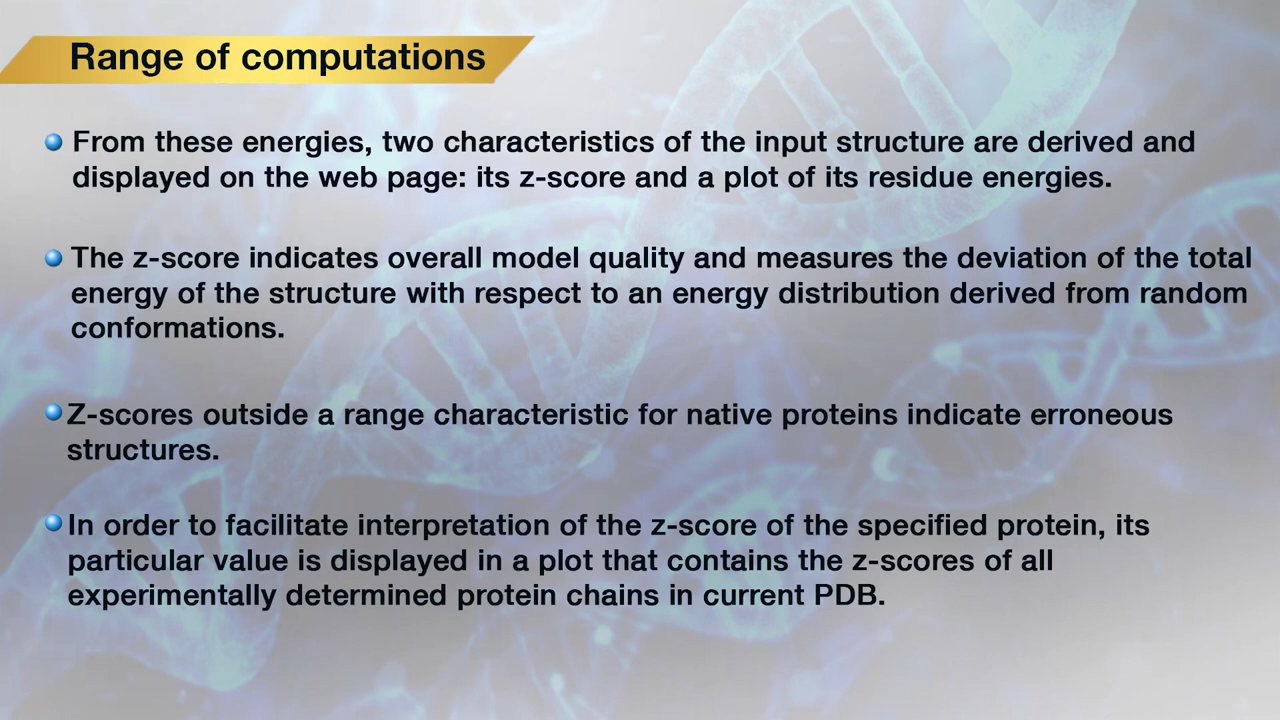 Range of computations
From these energies, two characteristics of the input structure are derived and
displayed on the web page: its z-score and a plot of its residue energies.
The z-score indicates overall model quality and measures the deviation of the total
energy of the structure with respect to an energy distribution derived from random
conformations.
Z-scores outside a range characteristic for native proteins indicate erroneous
structures.
In order to facilitate interpretation of the z-score of the specified protein, its
particular value is displayed in a plot that contains the z-scores of all
experimentally determined protein chains in current PDB.